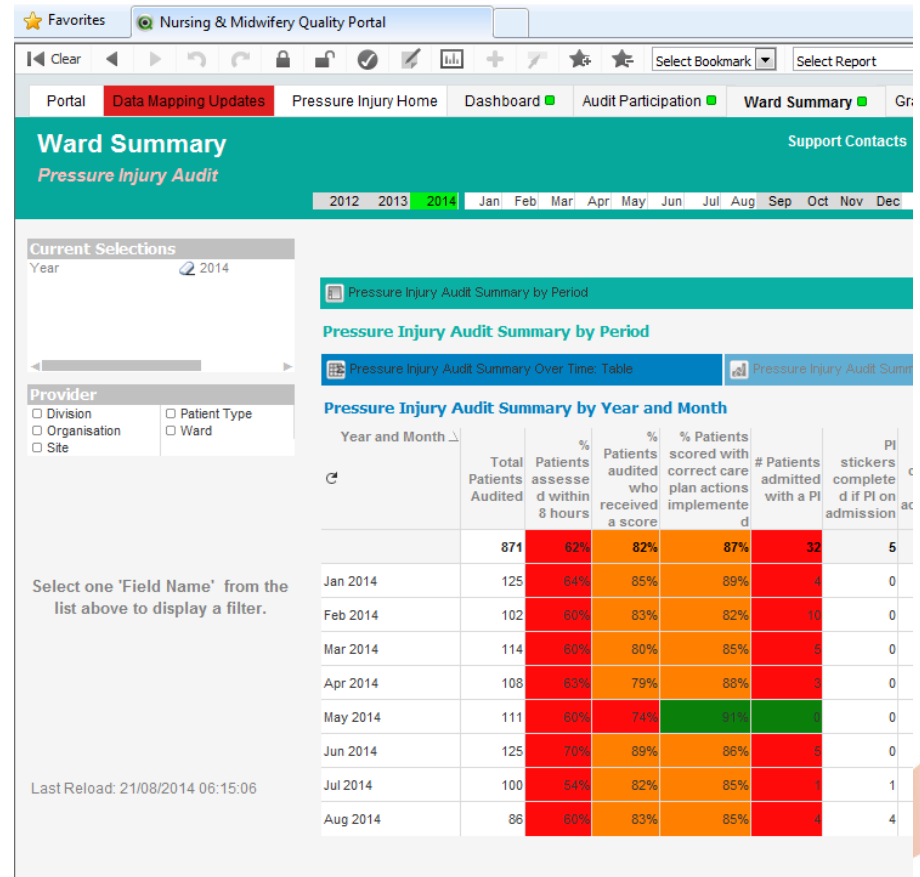 Favorites
Nursing & Midwifery Quality Portal
Clear
Select Bookmark
Select Report
Portal
Data Mapping Updates
Pressure Injury Home
Dashboard
Audit Participation
Ward Summary
Gra
Ward Summary
Support Contacts
Pressure Injury Audit
2012 2013 2014 Jan Feb Mar Apr May Jun Jul Aug Sep Oct Nov Dec
Current Selections
Year 2014
Pressure Injury Audit Summary by Period
Pressure Injury Audit Summary by Period
Pressure Injury Audit Summary Over Time: Table
Pressure Injury Audit Summ
Provider
Division
Patient Type
Organisation
Ward
Site
Pressure Injury Audit Summary by Year and Month
Year and Month
Total
Patients
Audited
%
Patients
assesse
d within
8 hours
%
Patients
audited
who
received
a score
% Patients
scored with
correct care
plan actions
implemente
d
# Patients
admitted
with a PI
PI
stickers
complete
d if PI on
admission
871 62% 82% 87% 32 5
Jan 2014 125 64% 85% 89% 4 0
Feb 2014 102 60% 83% 82% 10 0
Mar 2014 114 60% 80% 85% 5 0
Apr 2014 108 63% 79% 88% 3 0
May 2014 111 60% 74% 91% 0 0
Jun 2014 125 70% 89% 86% 5 0
Jul 2014 100 54% 82% 85% 1 1
Aug 2014 86 60% 83% 85% 4 4
Select one 'Field Name' from the
list above to display a filter.
Last Reload: 21/08/2014 06:15:06